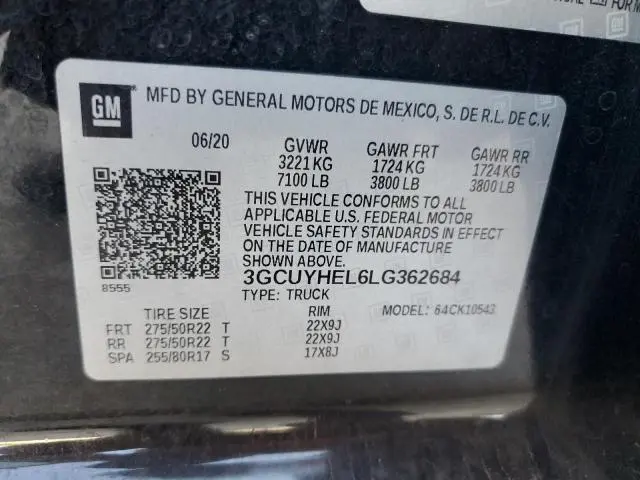 FOR M
GM
MFD BY GENERAL MOTORS DE MEXICO, S. DE R.L. DE C.V.
06/20 GVWR GAWR FRT GAWR RR
3221 KG 1724 KG 1724 KG
7100 LB 3800 LB 3800 LB
THIS VEHICLE CONFORMS TO ALL
APPLICABLE U.S. FEDERAL MOTOR
VEHICLE SAFETY STANDARDS IN EFFECT
ON THE DATE OF MANUFACTURE
SHOWN ABOVE.
8555 3GCUYHEL6LG362684
TYPE: TRUCK MODEL: 64CK10543
TIRE SIZE RIM
FRT 275/50R22 T 22X9J
RR 275/50R22 T 22X9J
SPA 255/80R17 S 17X8J